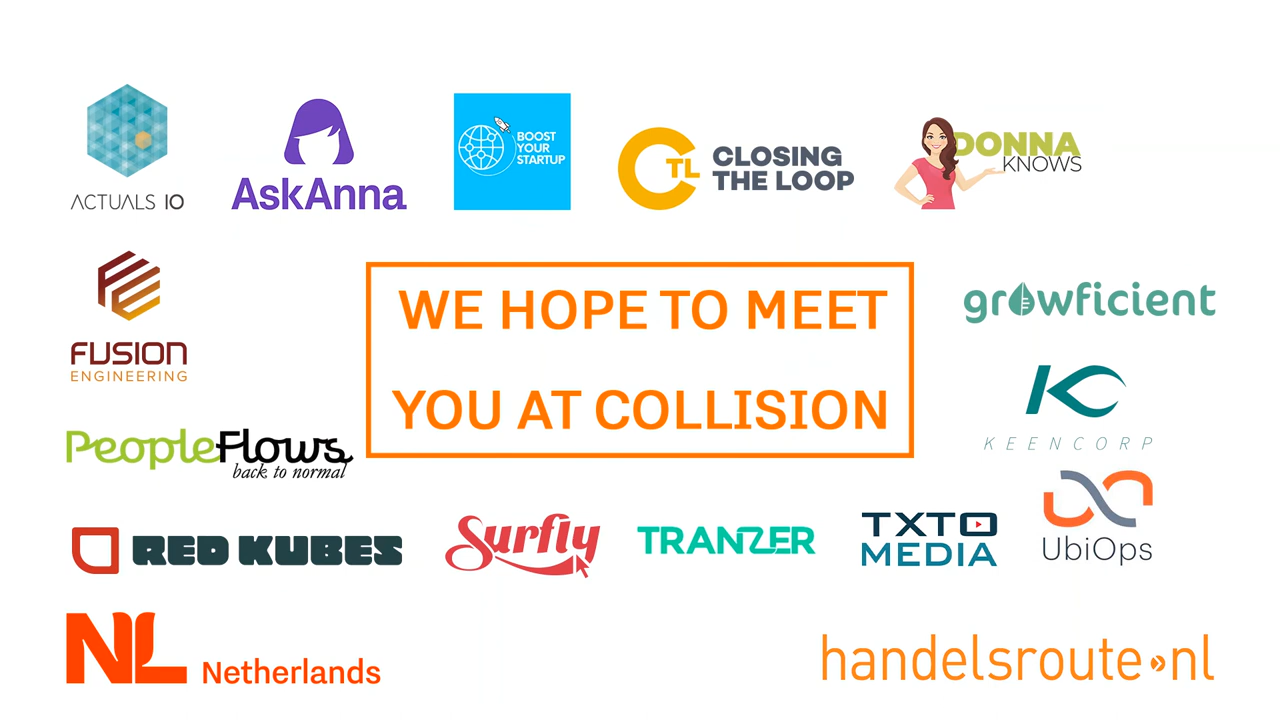 ACTUALS IO
AskAnna
BOOST
YOUR
STARTUP
CTL
CLOSING
THE LOOP
DONNA
KNOWS
FUSION
ENGINEERING
WE HOPE TO MEET
YOU AT COLLISION
growficient
KEENCORP
PeopleFlows
back to normal
RED KUBES
Surfly
TRANZER
TXTO
MEDIA
UbiOps
NL Netherlands
handelsroute.nl